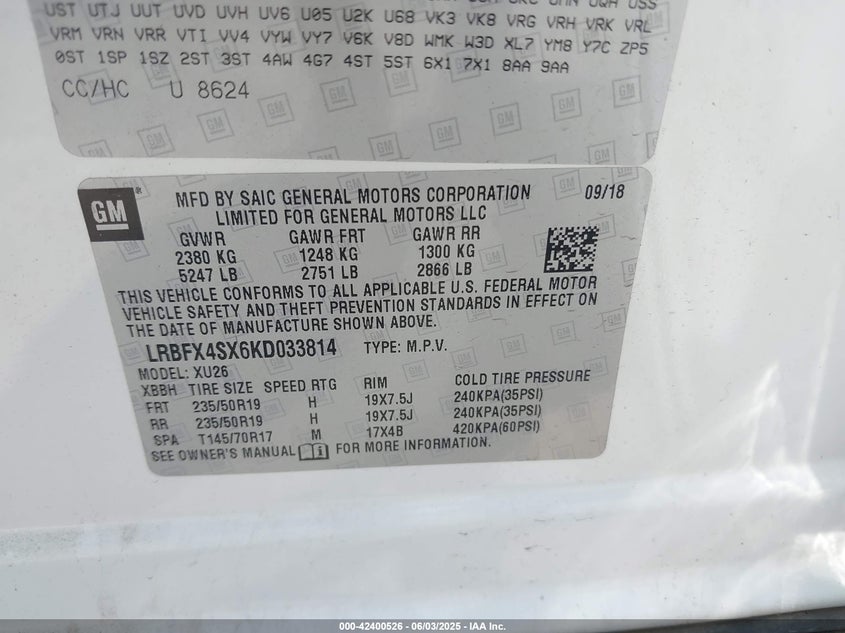 UST UTJ UUT UVD UVH UV6 U05 U2K U68 VK3 VK8 VRG VRH VRK VRL
VRM VRN VRR VTI VV4 VYW VY7 V6K V8D WMK W3D XL7 YM8 Y7C ZP5
0ST 1SP 1SZ 2ST 3ST 4AW 4G7 4ST 5ST 6X1 7X1 8AA 9AA
CC/HC U 8624
GM
MFD BY SAIC GENERAL MOTORS CORPORATION 09/18
LIMITED FOR GENERAL MOTORS LLC
GVWR GAWR FRT GAWR RR
2380 KG 1248 KG 1300 KG
5247 LB 2751 LB 2866 LB
THIS VEHICLE CONFORMS TO ALL APPLICABLE U.S. FEDERAL MOTOR
VEHICLE SAFETY AND THEFT PREVENTION STANDARDS IN EFFECT ON
THE DATE OF MANUFACTURE SHOWN ABOVE.
LRBFX4SX6KD033814 TYPE: M.P.V.
MODEL: XU26
XBBH TIRE SIZE SPEED RTG RIM COLD TIRE PRESSURE
FRT 235/50R19 H 19X7.5J 240KPA(35PSI)
RR 235/50R19 H 19X7.5J 240KPA(35PSI)
SPA T145/70R17 M 17X4B 420KPA(60PSI)
SEE OWNER'S MANUAL FOR MORE INFORMATION.
000-42400526 - 06/03/2025 - IAA Inc.